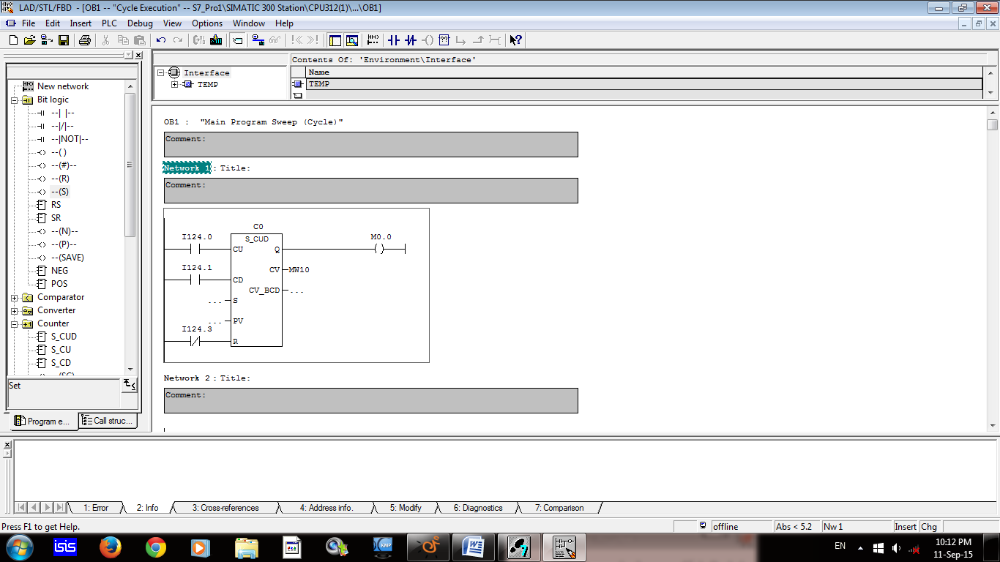 LAD/STL/FBD - [OB1 -- "Cycle Execution" -- S7_Pro1\SIMATIC 300 Station\CPU312(1)\...\OB1]
File Edit Insert PLC Debug View Options Window Help
New network
Bit logic
--| |--
--|/|--
--|NOT|--
--( )
--(#)--
--(R)
--(S)
RS
SR
--(N)--
--(P)--
--(SAVE)
NEG
POS
Comparator
Converter
Counter
S_CUD
S_CU
S_CD
--(SC)
Set
Program e...
Call struc...
Interface
TEMP
Contents Of: 'Environment\Interface'
Name
TEMP
OB1 : "Main Program Sweep (Cycle)"
Comment:
Network 1 : Title:
Comment:
C0
I124.0 S_CUD M0.0
CU Q
I124.1 CV MW10
CD
CV_BCD ...
... S
... PV
I124.3
R
Network 2 : Title:
Comment:
1: Error 2: Info 3: Cross-references 4: Address info. 5: Modify 6: Diagnostics 7: Comparison
Press F1 to get Help.
offline Abs < 5.2 Nw 1 Insert Chg
isis
KMP
W
EN
10:12 PM
11-Sep-15